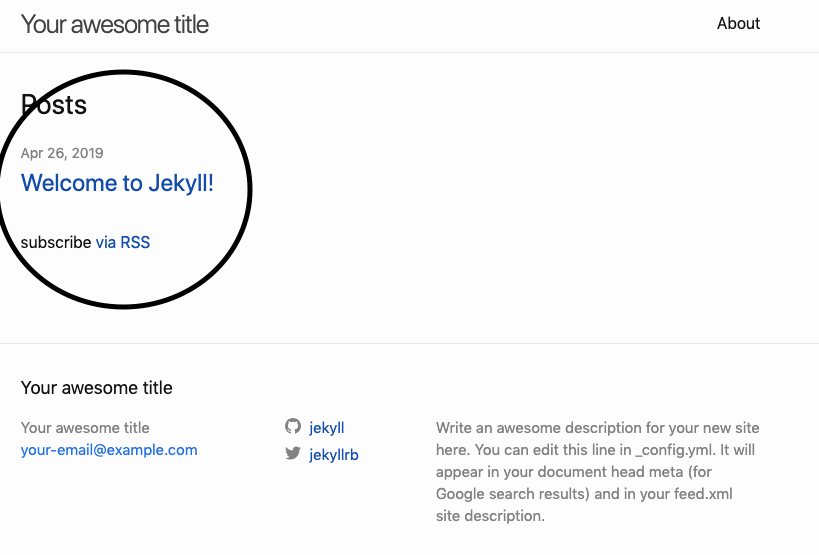 Your awesome title
About
Posts
Apr 26, 2019
Welcome to Jekyll!
subscribe via RSS
Your awesome title
Your awesome title
your-email@example.com
jekyll
jekyllrb
Write an awesome description for your new site
here. You can edit this line in _config.yml. It will
appear in your document head meta (for
Google search results) and in your feed.xml
site description.